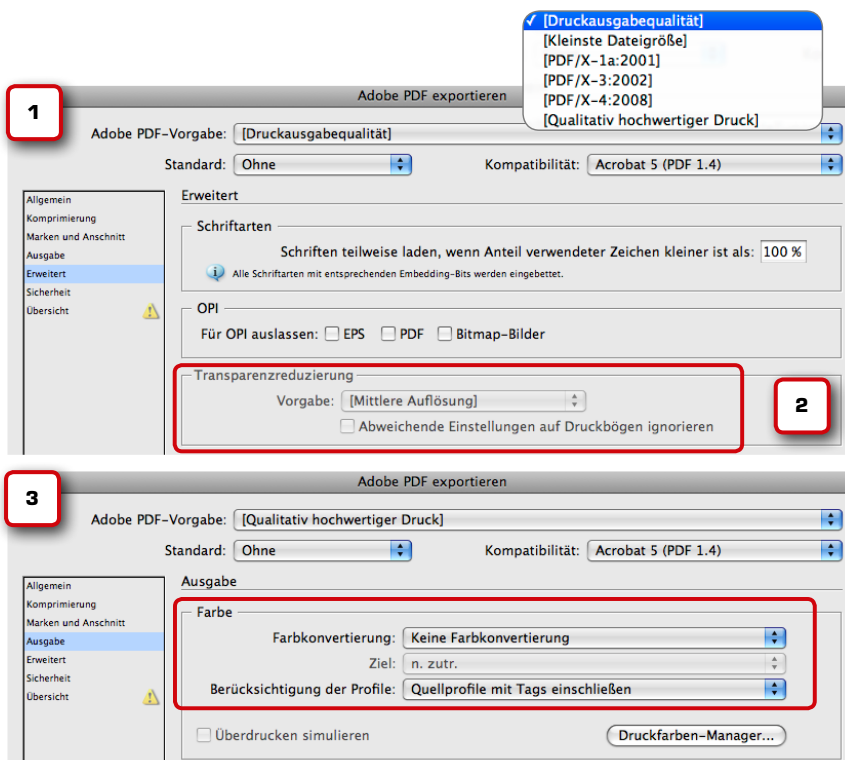 ✓ [Druckausgabequalität]
[Kleinste Dateigröße]
[PDF/X-1a:2001]
[PDF/X-3:2002]
[PDF/X-4:2008]
[Qualitativ hochwertiger Druck]
1
Adobe PDF exportieren
Adobe PDF-Vorgabe: [Druckausgabequalität]
Standard: Ohne Kompatibilität: Acrobat 5 (PDF 1.4)
Allgemein
Komprimierung
Marken und Anschnitt
Ausgabe
Erweitert
Sicherheit
Übersicht
Erweitert
Schriftarten
Schriften teilweise laden, wenn Anteil verwendeter Zeichen kleiner ist als: 100 %
Alle Schriftarten mit entsprechenden Embedding-Bits werden eingebettet.
OPI
Für OPI auslassen: EPS PDF Bitmap-Bilder
Transparenzreduzierung
Vorgabe: [Mittlere Auflösung]
Abweichende Einstellungen auf Druckbögen ignorieren
2
3
Adobe PDF exportieren
Adobe PDF-Vorgabe: [Qualitativ hochwertiger Druck]
Standard: Ohne Kompatibilität: Acrobat 5 (PDF 1.4)
Allgemein
Komprimierung
Marken und Anschnitt
Ausgabe
Erweitert
Sicherheit
Übersicht
Ausgabe
Farbe
Farbkonvertierung: Keine Farbkonvertierung
Ziel: n. zutr.
Berücksichtigung der Profile: Quellprofile mit Tags einschließen
Überdrucken simulieren Druckfarben-Manager...